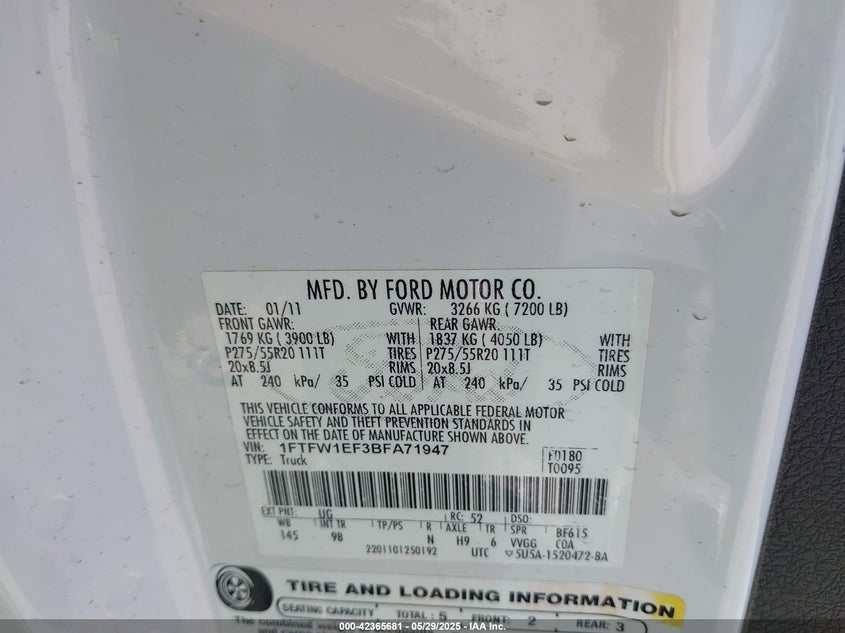 MFD. BY FORD MOTOR CO.
DATE: 01/11 GVWR: 3266 KG ( 7200 LB)
FRONT GAWR: REAR GAWR:
1769 KG ( 3900 LB) WITH 1837 KG ( 4050 LB) WITH
P275/55R20 111T TIRES P275/55R20 111T TIRES
20x8.5J RIMS 20x8.5J RIMS
AT 240 kPa/ 35 PSI COLD AT 240 kPa/ 35 PSI COLD
THIS VEHICLE CONFORMS TO ALL APPLICABLE FEDERAL MOTOR
VEHICLE SAFETY AND THEFT PREVENTION STANDARDS IN
EFFECT ON THE DATE OF MANUFACTURE SHOWN ABOVE.
VIN: 1FTFW1EF3BFA71947 F01B0
TYPE: Truck T0095
EXT PNT: UG RC: 52 DSO:
WB INT TR TP/PS R AXLE TR SPR BF615
145 9B N H9 6 VVGG COA
2201101250192 UTC 5U5A-1520472-BA
TIRE AND LOADING INFORMATION
SEATING CAPACITY TOTAL: 5 FRONT: 2 REAR: 3
The combined
000-42365681 - 05/29/2025 - IAA Inc.